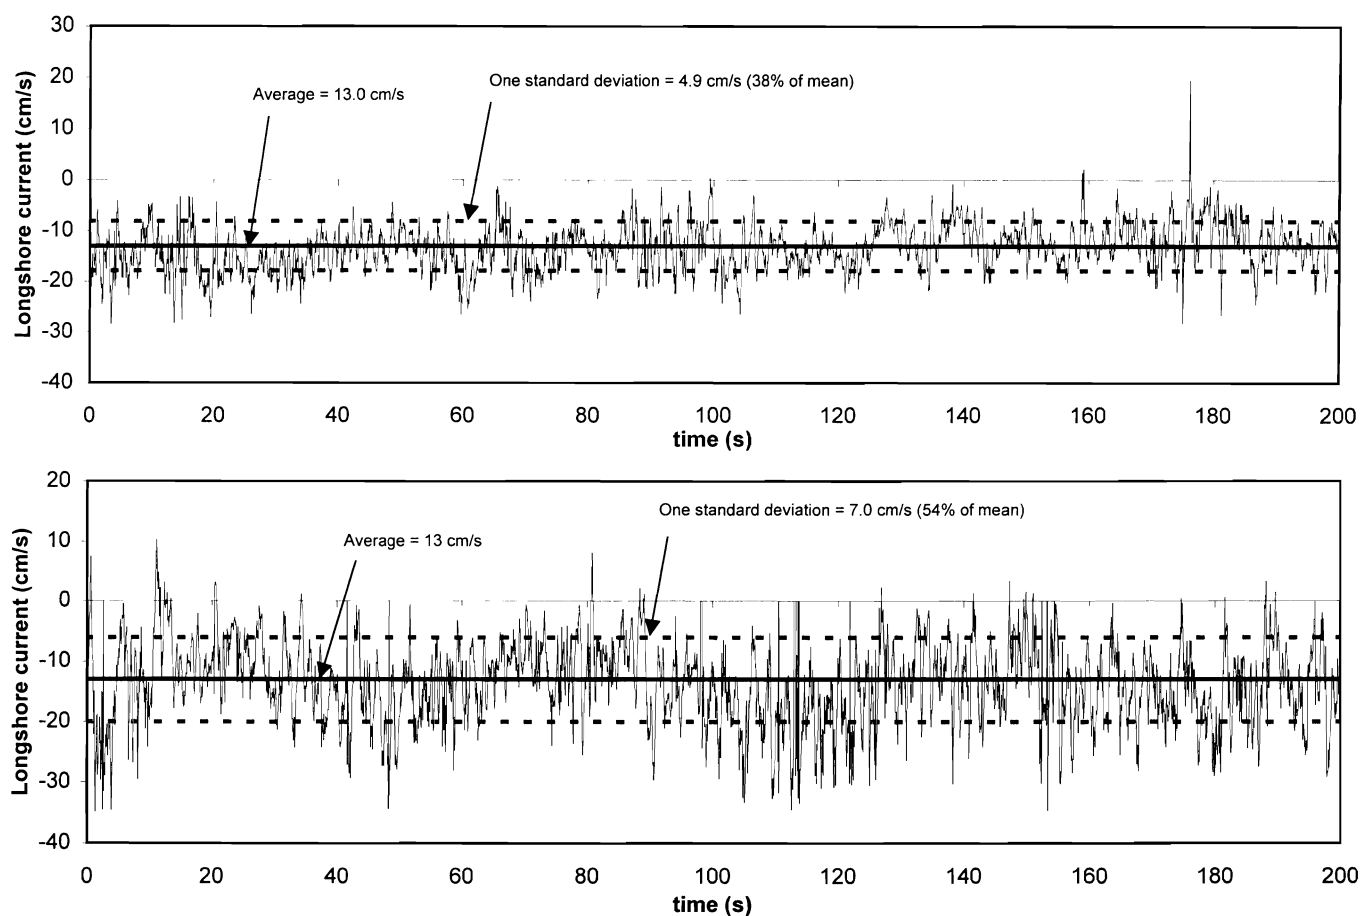 30
One standard deviation = 4.9 cm/s (38% of mean)
20
Average = 13.0 cm/s
10
0
-10
-20
-30
-40
Longshore current (cm/s)
0 20 40 60 80 100 120 140 160 180 200
time (s)
20
One standard deviation = 7.0 cm/s (54% of mean)
10
Average = 13 cm/s
0
-10
-20
-30
-40
Longshore current (cm/s)
0 20 40 60 80 100 120 140 160 180 200
time (s)